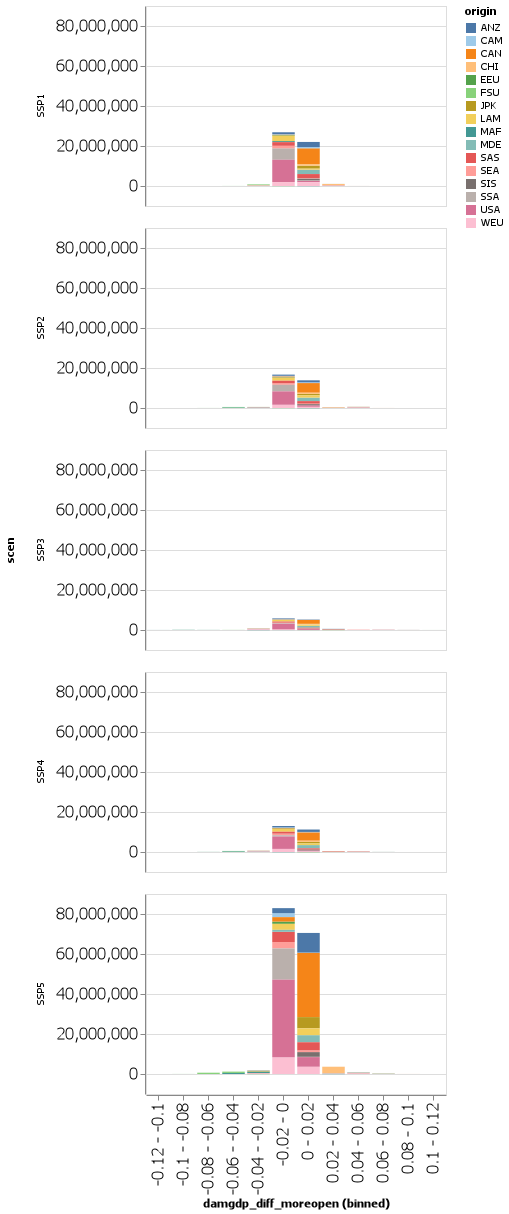 origin
ANZ
CAM
CAN
CHI
EEU
FSU
JPK
LAM
MAF
MDE
SAS
SEA
SIS
SSA
USA
WEU
scen
SSP1
80,000,000
60,000,000
40,000,000
20,000,000
0
SSP2
80,000,000
60,000,000
40,000,000
20,000,000
0
SSP3
80,000,000
60,000,000
40,000,000
20,000,000
0
SSP4
80,000,000
60,000,000
40,000,000
20,000,000
0
SSP5
80,000,000
60,000,000
40,000,000
20,000,000
0
-0.12 - -0.1
-0.1 - -0.08
-0.08 - -0.06
-0.06 - -0.04
-0.04 - -0.02
-0.02 - 0
0 - 0.02
0.02 - 0.04
0.04 - 0.06
0.06 - 0.08
0.08 - 0.1
0.1 - 0.12
damgdp_diff_moreopen (binned)